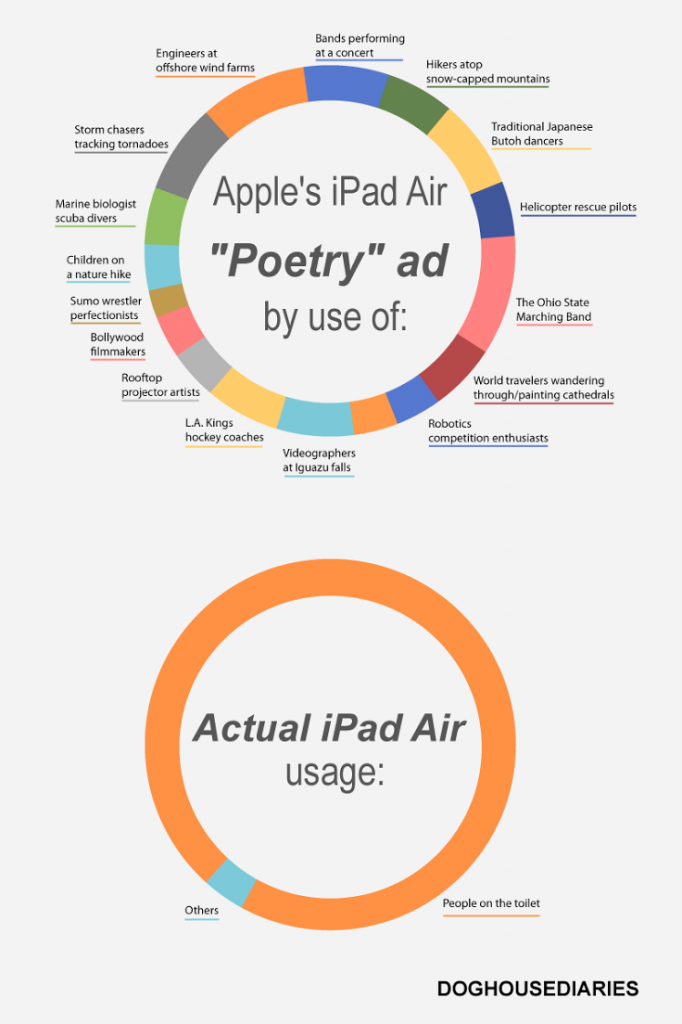 Bands performing
at a concert
Engineers at
offshore wind farms
Hikers atop
snow-capped mountains
Storm chasers
tracking tornadoes
Traditional Japanese
Butoh dancers
Apple's iPad Air
"Poetry" ad
by use of:
Marine biologist
scuba divers
Helicopter rescue pilots
Children on
a nature hike
Sumo wrestler
perfectionists
The Ohio State
Marching Band
Bollywood
filmmakers
Rooftop
projector artists
World travelers wandering
through/painting cathedrals
L.A. Kings
hockey coaches
Robotics
competition enthusiasts
Videographers
at Iguazu falls
Actual iPad Air
usage:
Others
People on the toilet
DOGHOUSEDIARIES